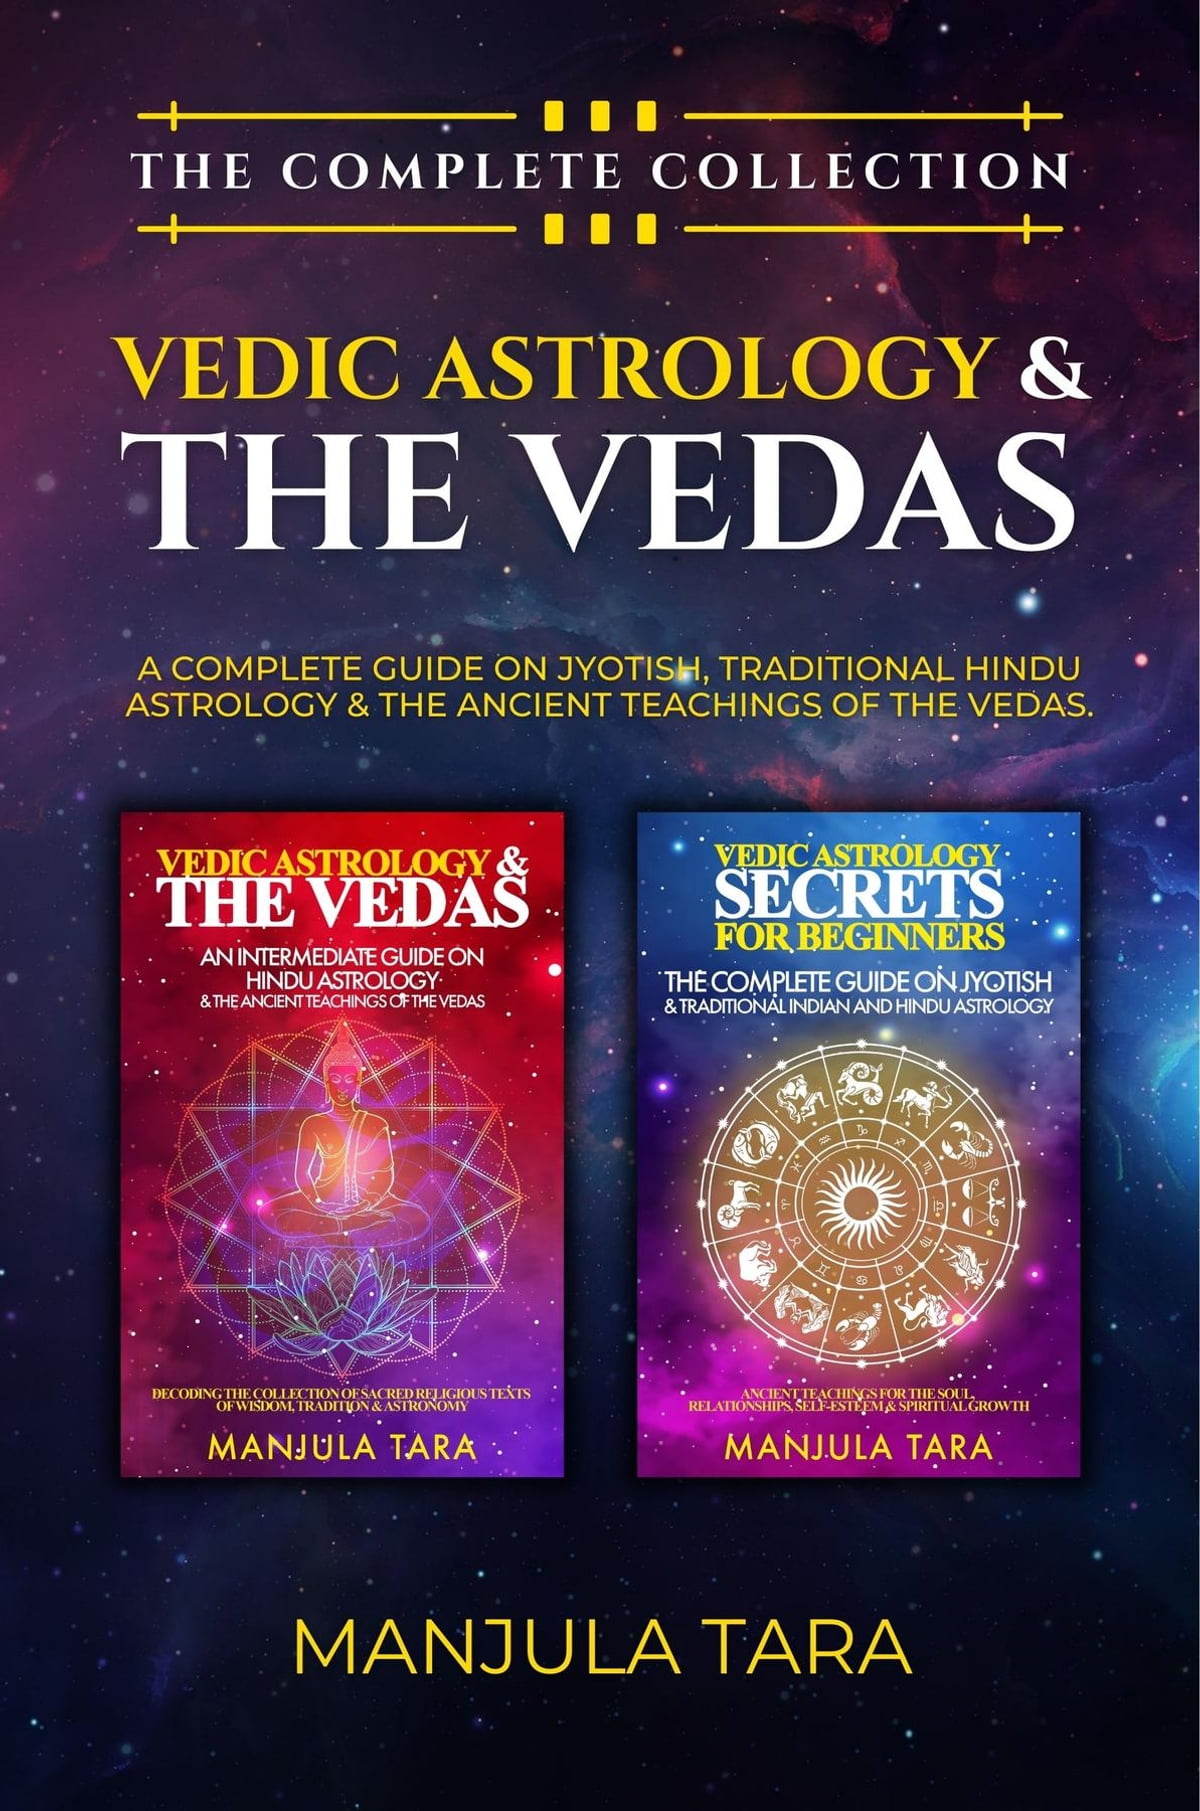 THE COMPLETE COLLECTION
VEDIC ASTROLOGY &
THE VEDAS
A COMPLETE GUIDE ON JYOTISH, TRADITIONAL HINDU
ASTROLOGY & THE ANCIENT TEACHINGS OF THE VEDAS.
VEDIC ASTROLOGY &
THE VEDAS
AN INTERMEDIATE GUIDE ON
HINDU ASTROLOGY
& THE ANCIENT TEACHINGS OF THE VEDAS
DECODING THE COLLECTION OF SACRED RELIGIOUS TEXTS
OF WISDOM, TRADITION & ASTRONOMY
MANJULA TARA
VEDIC ASTROLOGY
SECRETS
FOR BEGINNERS
THE COMPLETE GUIDE ON JYOTISH
& TRADITIONAL INDIAN AND HINDU ASTROLOGY
ANCIENT TEACHINGS FOR THE SOUL,
RELATIONSHIPS, SELF-ESTEEM & SPIRITUAL GROWTH
MANJULA TARA
MANJULA TARA